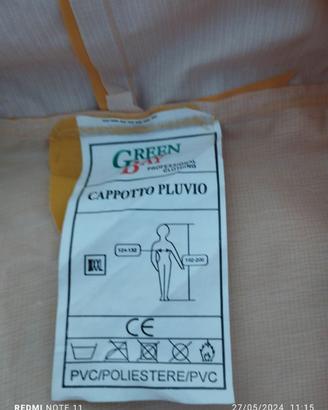 GREEN
BAY PROFESSIONAL
CLOTHING
CAPPOTTO PLUVIO
124-132
192-200
CE
PVC/POLIESTERE/PVC
REDMI NOTE 11
27/05/2024 11:15